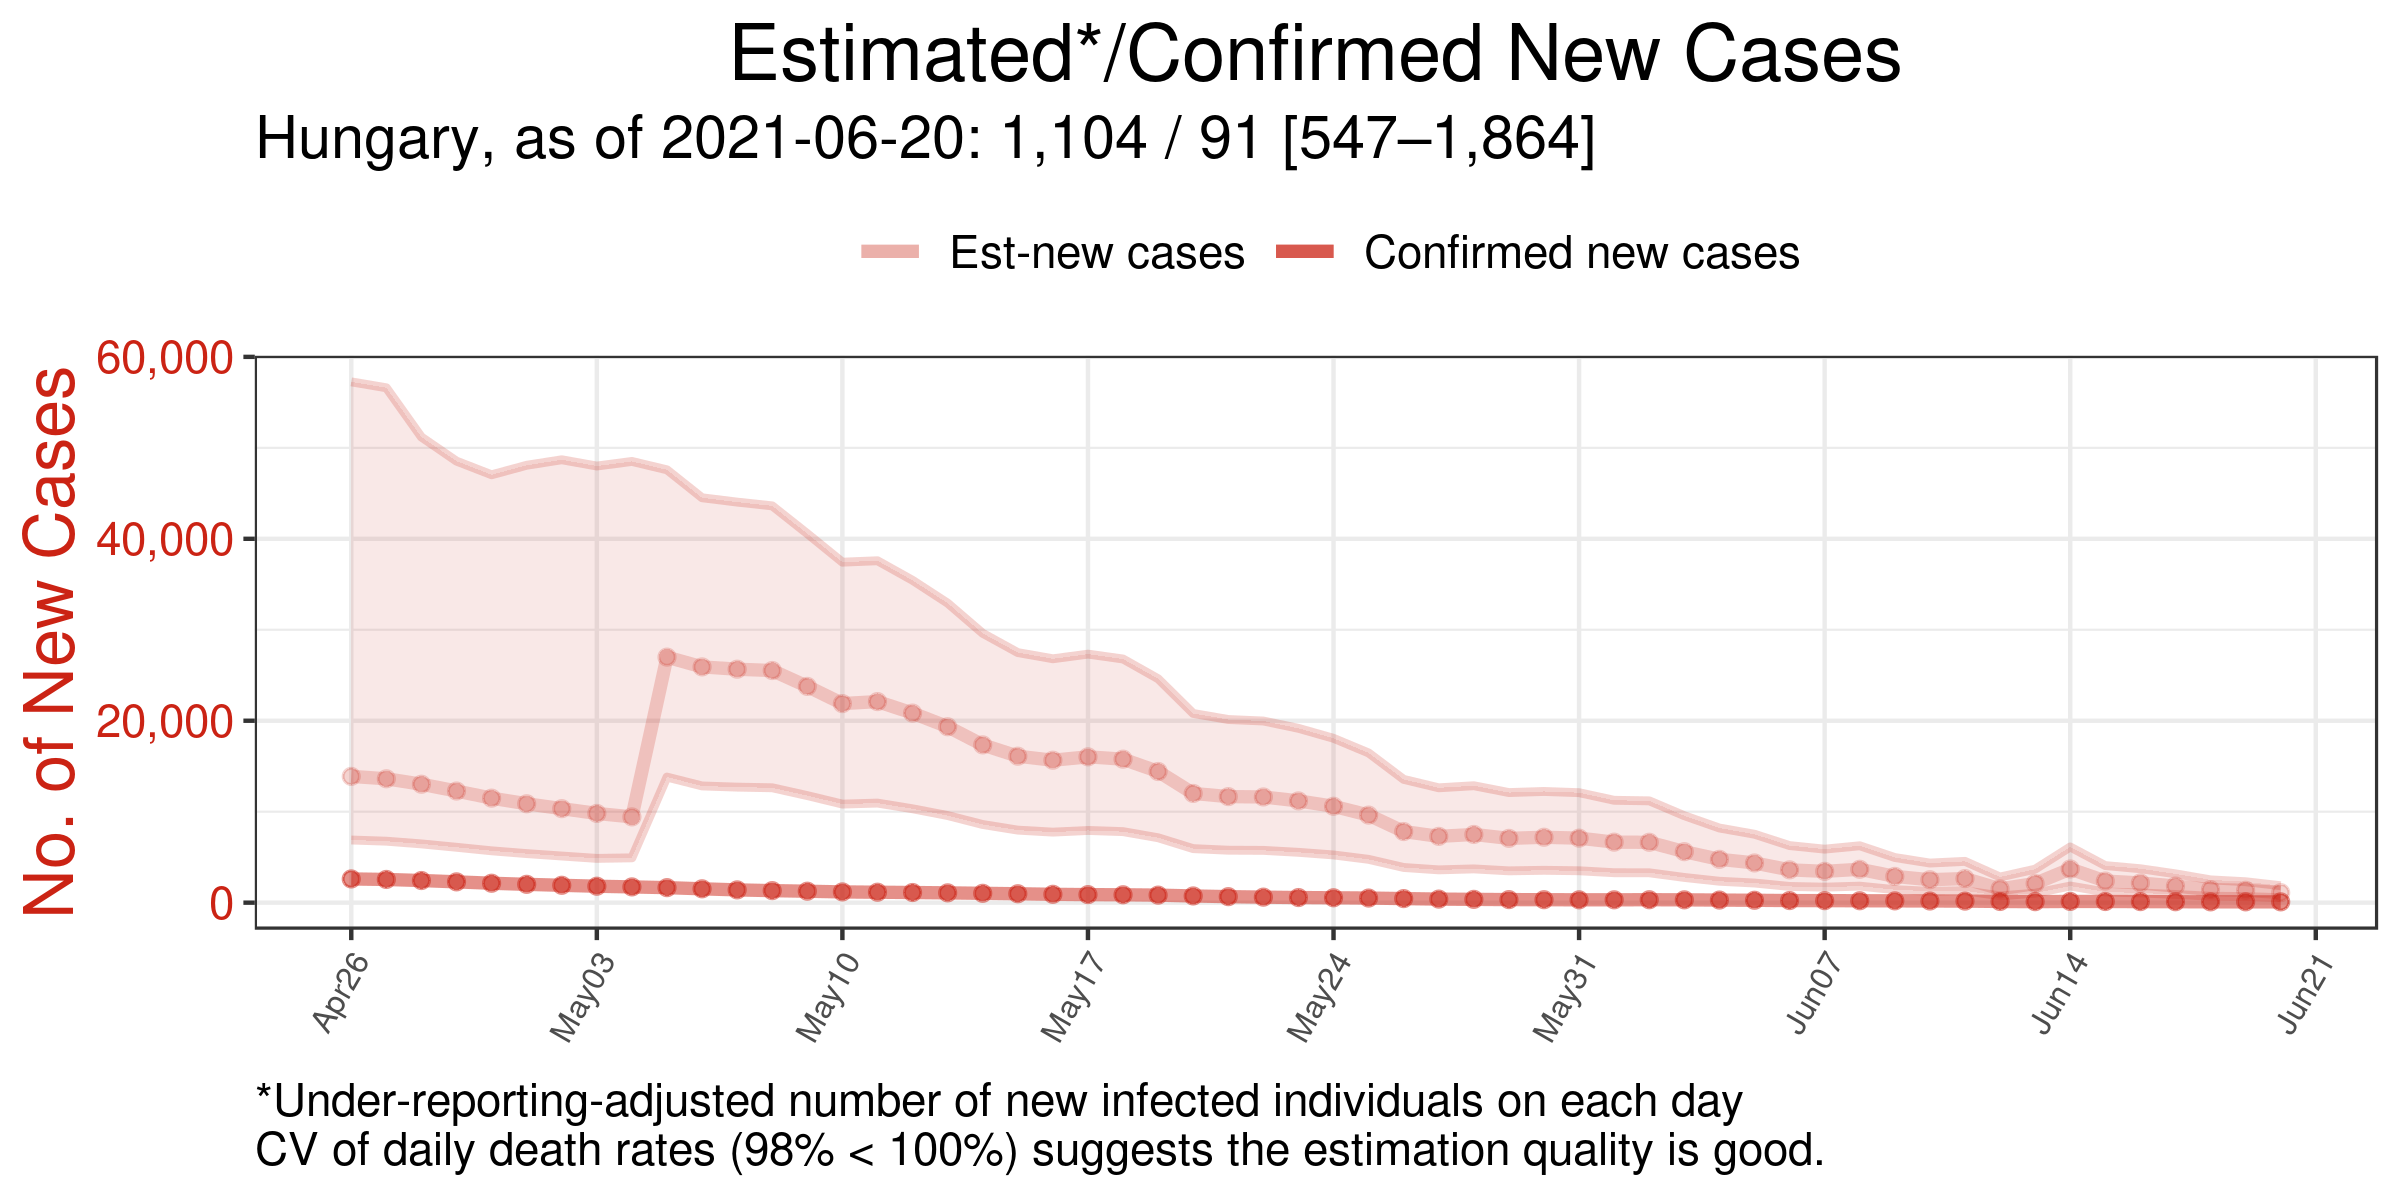 Estimated*/Confirmed New Cases
Hungary, as of 2021-06-20: 1,104 / 91 [547–1,864]
Est-new cases
Confirmed new cases
No. of New Cases
60,000
40,000
20,000
0
Apr26
May03
May10
May17
May24
May31
Jun07
Jun14
Jun21
*Under-reporting-adjusted number of new infected individuals on each day
CV of daily death rates (98% < 100%) suggests the estimation quality is good.